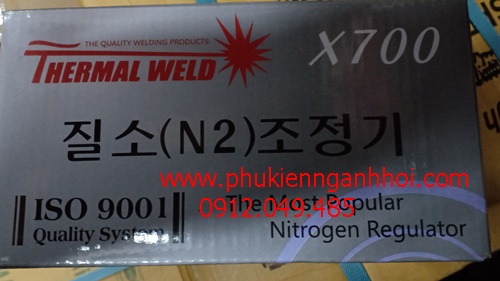 THE QUALITY WELDING PRODUCTS
THERMAL WELD
X700
질소(N2)조정기
www.phukiennganhhoi.com
0912.049.485
ISO 9001
Quality System
The Most Popular
Nitrogen Regulator